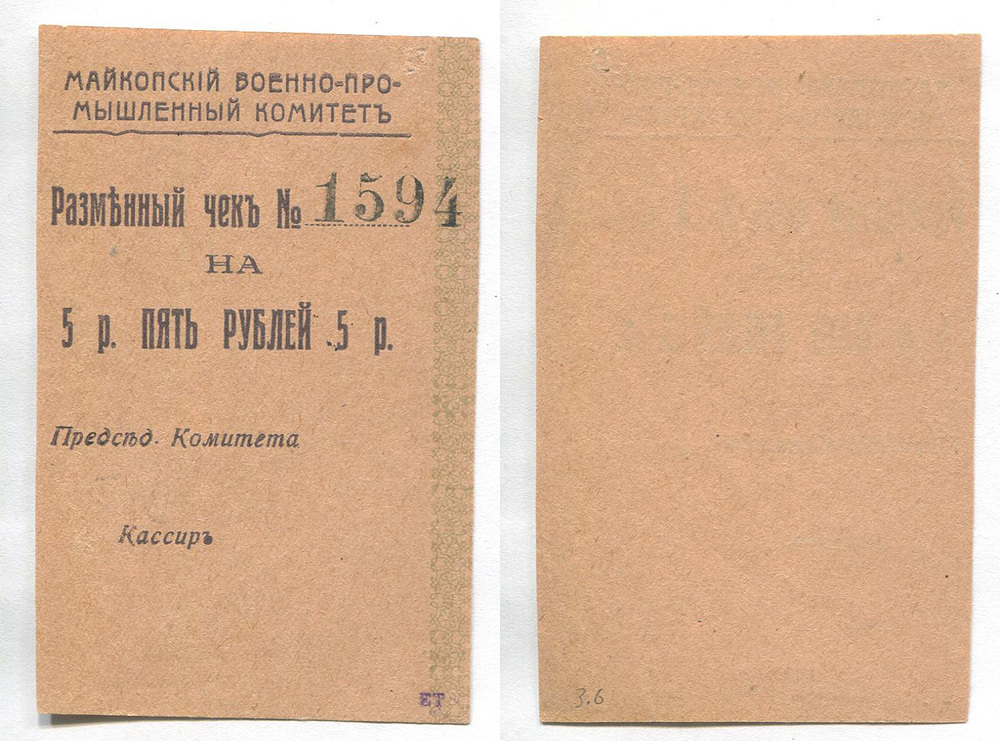 МАЙКОПСКІЙ ВОЕННО-ПРО-
МЫШЛЕННЫЙ КОМИТЕТЪ
Размѣнный чекъ № 1594
НА
5 р. ПЯТЬ РУБЛЕЙ 5 р.
Предсѣд. Комитета
Кассиръ
ЕТ
3.6